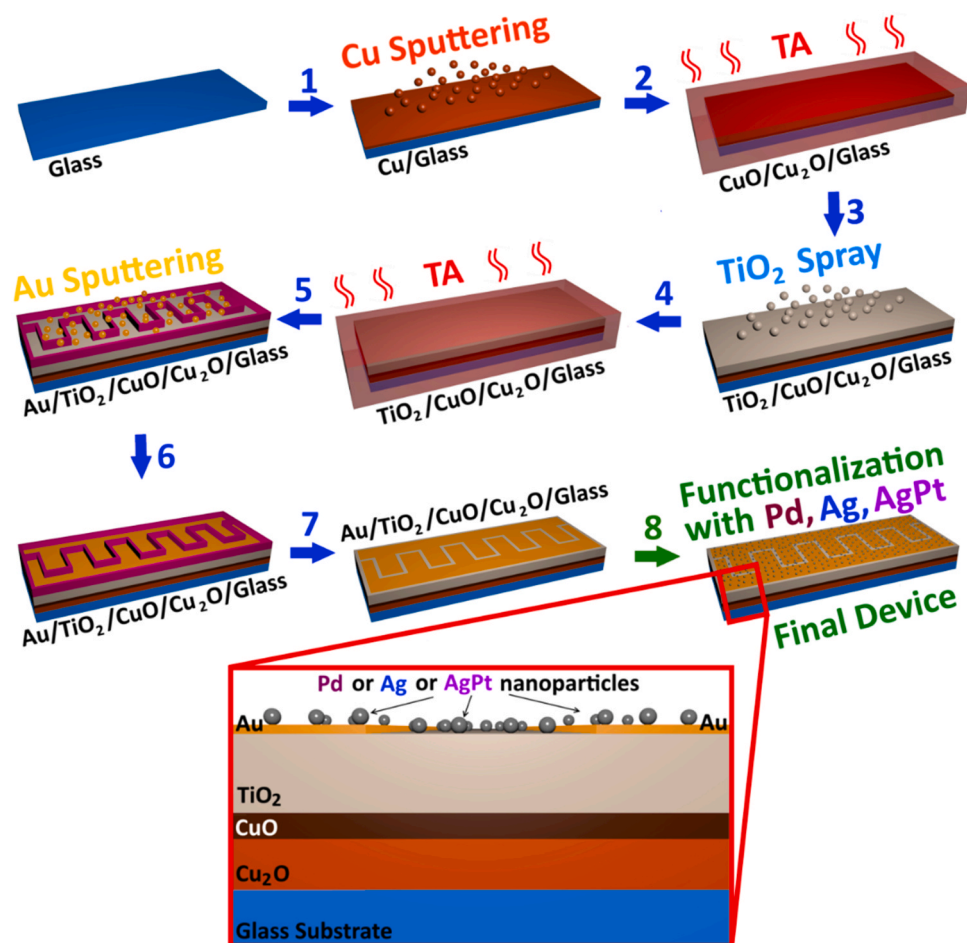 Cu Sputtering
TA
1
2
Glass
Cu/Glass
CuO/Cu₂O/Glass
3
Au Sputtering
TA
TiO₂ Spray
5
4
Au/TiO₂/CuO/Cu₂O/Glass
TiO₂/CuO/Cu₂O/Glass
TiO₂/CuO/Cu₂O/Glass
6
7
Au/TiO₂/CuO/Cu₂O/Glass
8
Functionalization
with Pd, Ag, AgPt
Au/TiO₂/CuO/Cu₂O/Glass
Final Device
Pd or Ag or AgPt nanoparticles
Au
Au
TiO₂
CuO
Cu₂O
Glass Substrate